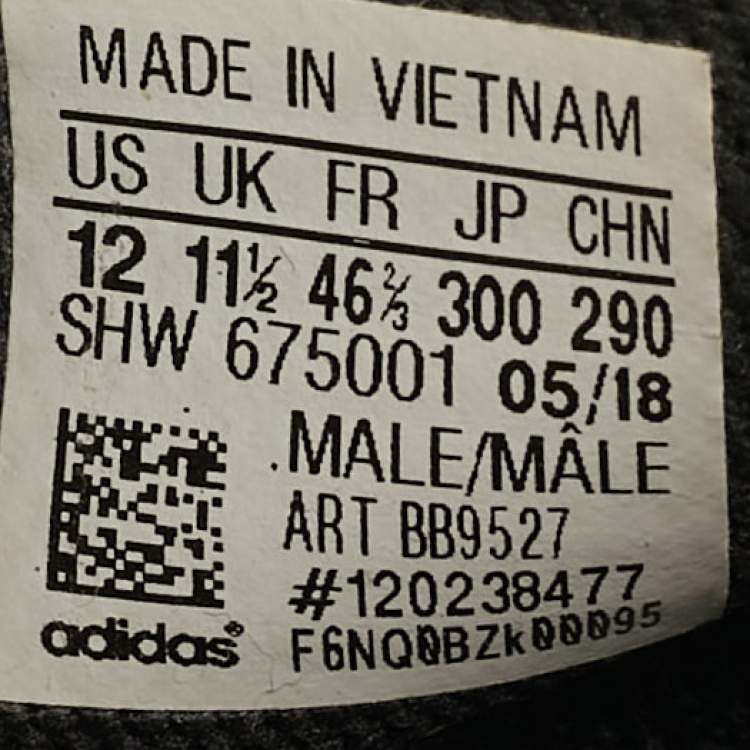 MADE IN VIETNAM
US UK FR JP CHN
12 11½ 46⅔ 300 290
SHW 675001 05/18
MALE/MÂLE
ART BB9527
#120238477
adidas® F6NQ0BZk00095